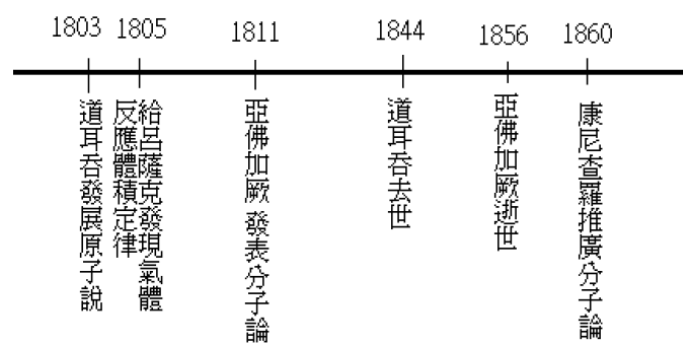 1803
1805
1811
1844
1856
1860
道耳吞發展原子說
給呂薩克發現氣體
反應體積定律
亞佛加厥 發表分子論
道耳吞去世
亞佛加厥逝世
康尼查羅推廣分子論